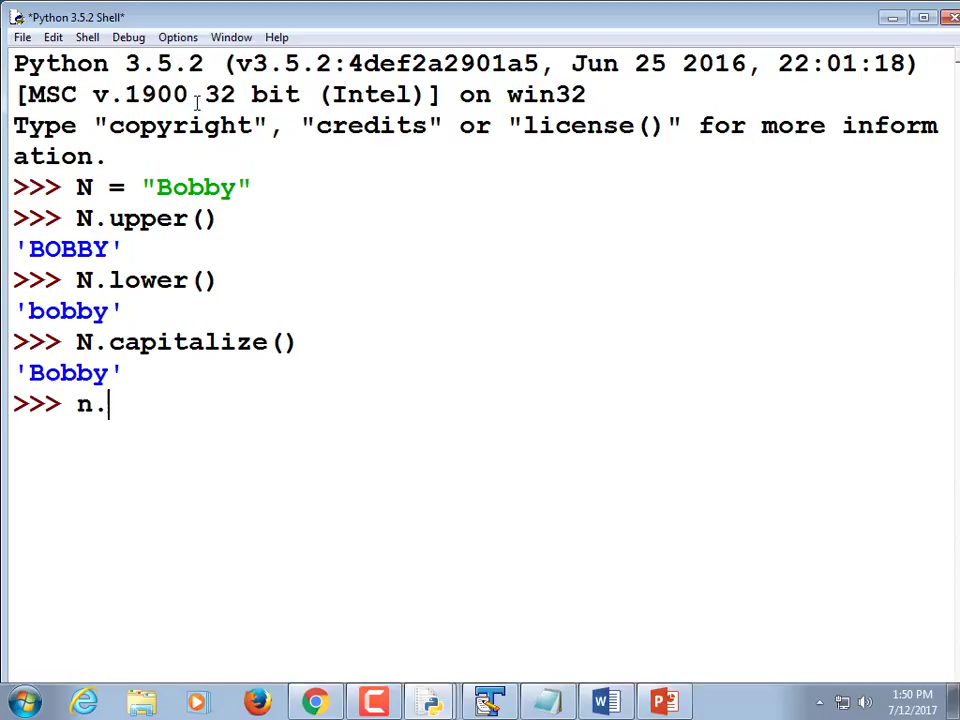 *Python 3.5.2 Shell*
File Edit Shell Debug Options Window Help
Python 3.5.2 (v3.5.2:4def2a2901a5, Jun 25 2016, 22:01:18)
[MSC v.1900 32 bit (Intel)] on win32
Type "copyright", "credits" or "license()" for more inform
ation.
>>> N = "Bobby"
>>> N.upper()
'BOBBY'
>>> N.lower()
'bobby'
>>> N.capitalize()
'Bobby'
>>> n.
1:50 PM
7/12/2017